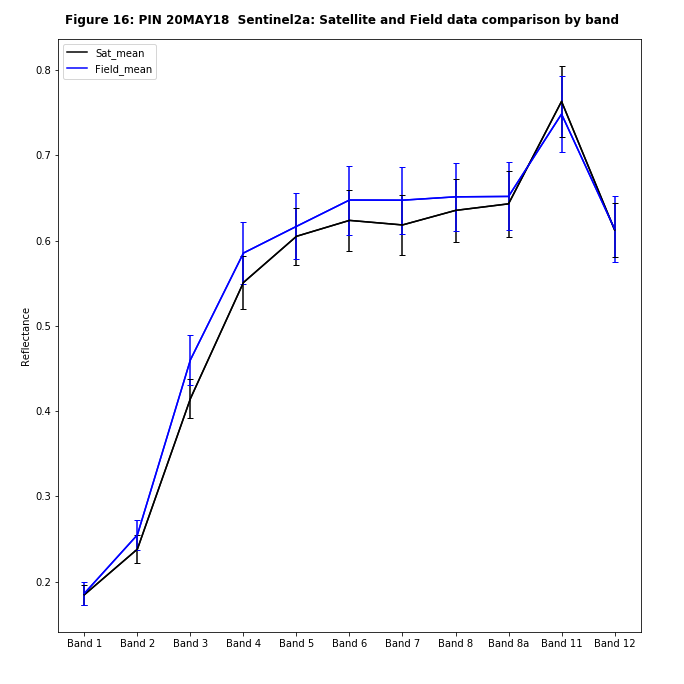 Figure 16: PIN 20MAY18  Sentinel2a: Satellite and Field data comparison by band
Sat_mean
Field_mean
0.8
0.7
0.6
0.5
0.4
0.3
0.2
Reflectance
Band 1 Band 2 Band 3 Band 4 Band 5 Band 6 Band 7 Band 8 Band 8a Band 11 Band 12